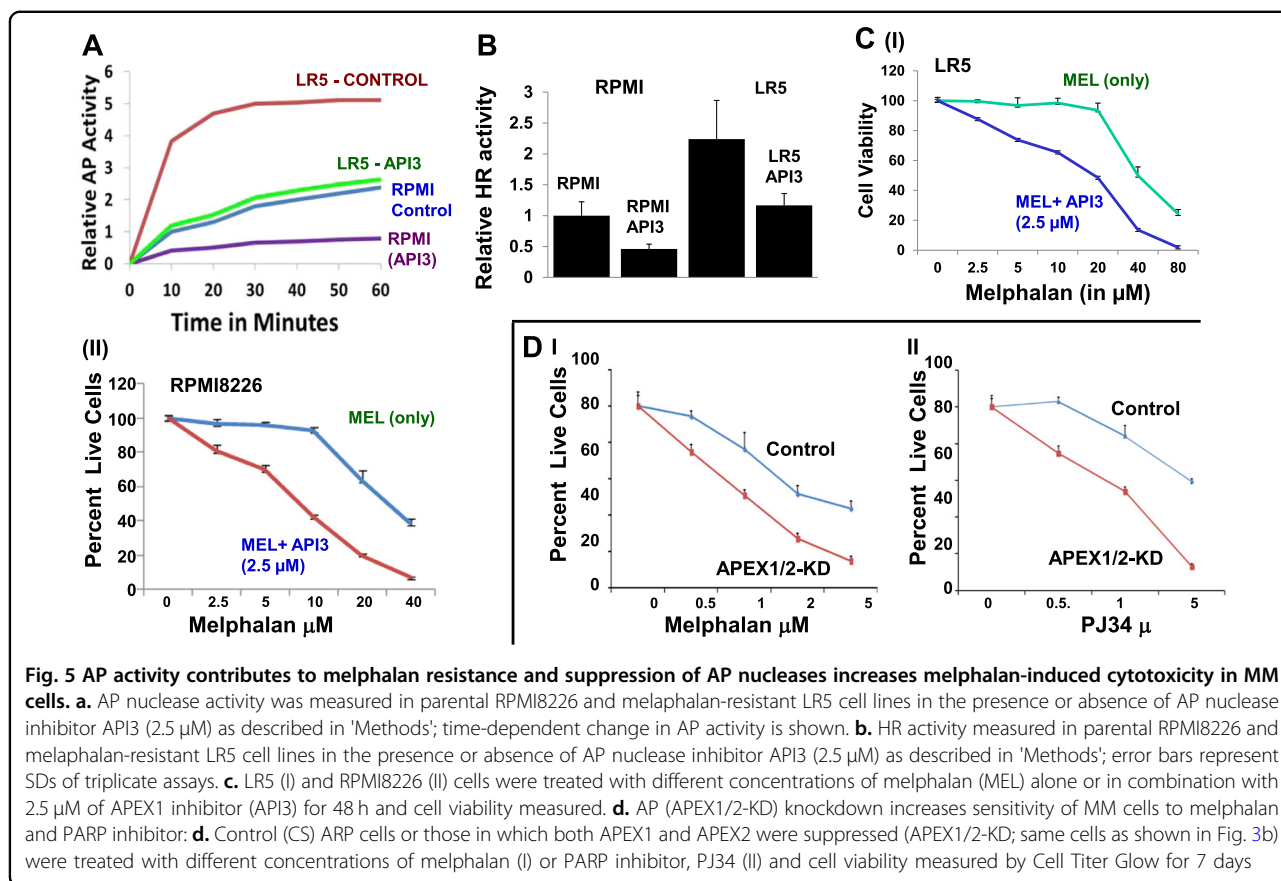 A
LR5 - CONTROL
LR5 - API3
RPMI
Control
RPMI
(API3)
Relative AP Activity
6
5
4
3
2
1
0
0 10 20 30 40 50 60
Time in Minutes
B
RPMI
LR5
RPMI
RPMI
API3
LR5
API3
Relative HR activity
3
2.5
2
1.5
1
0.5
0
C (I)
LR5
MEL (only)
MEL+ API3
(2.5 µM)
Cell Viability
120
100
80
60
40
20
0
0 2.5 5 10 20 40 80
Melphalan (in µM)
(II)
RPMI8226
MEL (only)
MEL+ API3
(2.5 µM)
Percent Live Cells
120
100
80
60
40
20
0
0 2.5 5 10 20 40
Melphalan µM
D I
Control
APEX1/2-KD
Percent Live Cells
100
80
60
40
20
0
0 0.5 1 2 5
Melphalan µM
II
Control
APEX1/2-KD
Percent Live Cells
100
80
60
40
20
0
0 0.5. 1 5
PJ34 µ
Fig. 5 AP activity contributes to melphalan resistance and suppression of AP nucleases increases melphalan-induced cytotoxicity in MM
cells. a. AP nuclease activity was measured in parental RPMI8226 and melaphalan-resistant LR5 cell lines in the presence or absence of AP nuclease
inhibitor API3 (2.5 µM) as described in 'Methods'; time-dependent change in AP activity is shown. b. HR activity measured in parental RPMI8226 and
melaphalan-resistant LR5 cell lines in the presence or absence of AP nuclease inhibitor API3 (2.5 µM) as described in 'Methods'; error bars represent
SDs of triplicate assays. c. LR5 (I) and RPMI8226 (II) cells were treated with different concentrations of melphalan (MEL) alone or in combination with
2.5 µM of APEX1 inhibitor (API3) for 48 h and cell viability measured. d. AP (APEX1/2-KD) knockdown increases sensitivity of MM cells to melphalan
and PARP inhibitor: d. Control (CS) ARP cells or those in which both APEX1 and APEX2 were suppressed (APEX1/2-KD; same cells as shown in Fig. 3b)
were treated with different concentrations of melphalan (I) or PARP inhibitor, PJ34 (II) and cell viability measured by Cell Titer Glow for 7 days